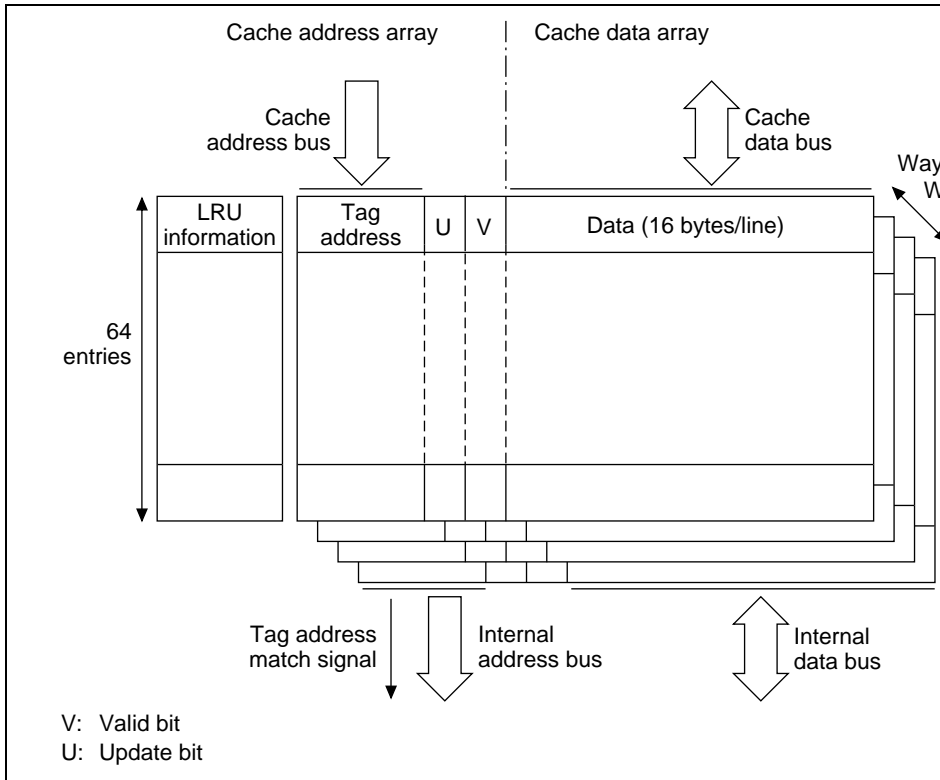 Cache address array
Cache data array
Cache
address bus
Cache
data bus
Way
W
LRU
information
Tag
address
U
V
Data (16 bytes/line)
64
entries
Tag address
match signal
Internal
address bus
Internal
data bus
V: Valid bit
U: Update bit